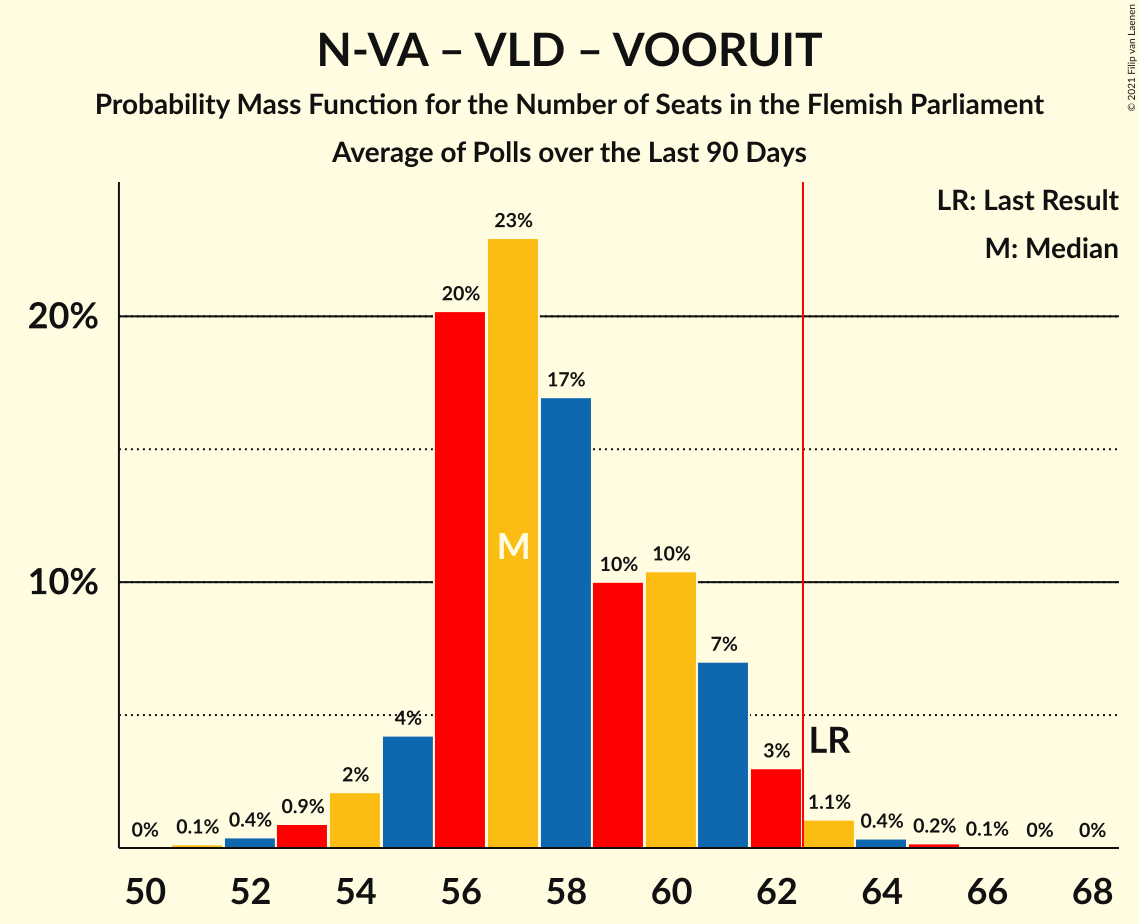 N-VA – VLD – VOORUIT
Probability Mass Function for the Number of Seats in the Flemish Parliament
Average of Polls over the Last 90 Days
© 2021 Filip van Laenen
LR: Last Result
M: Median
20%
10%
0%
0.1%
0.4%
0.9%
2%
4%
20%
23%
17%
10%
10%
7%
3%
1.1%
0.4%
0.2%
0.1%
0%
0%
M
LR
50 52 54 56 58 60 62 64 66 68